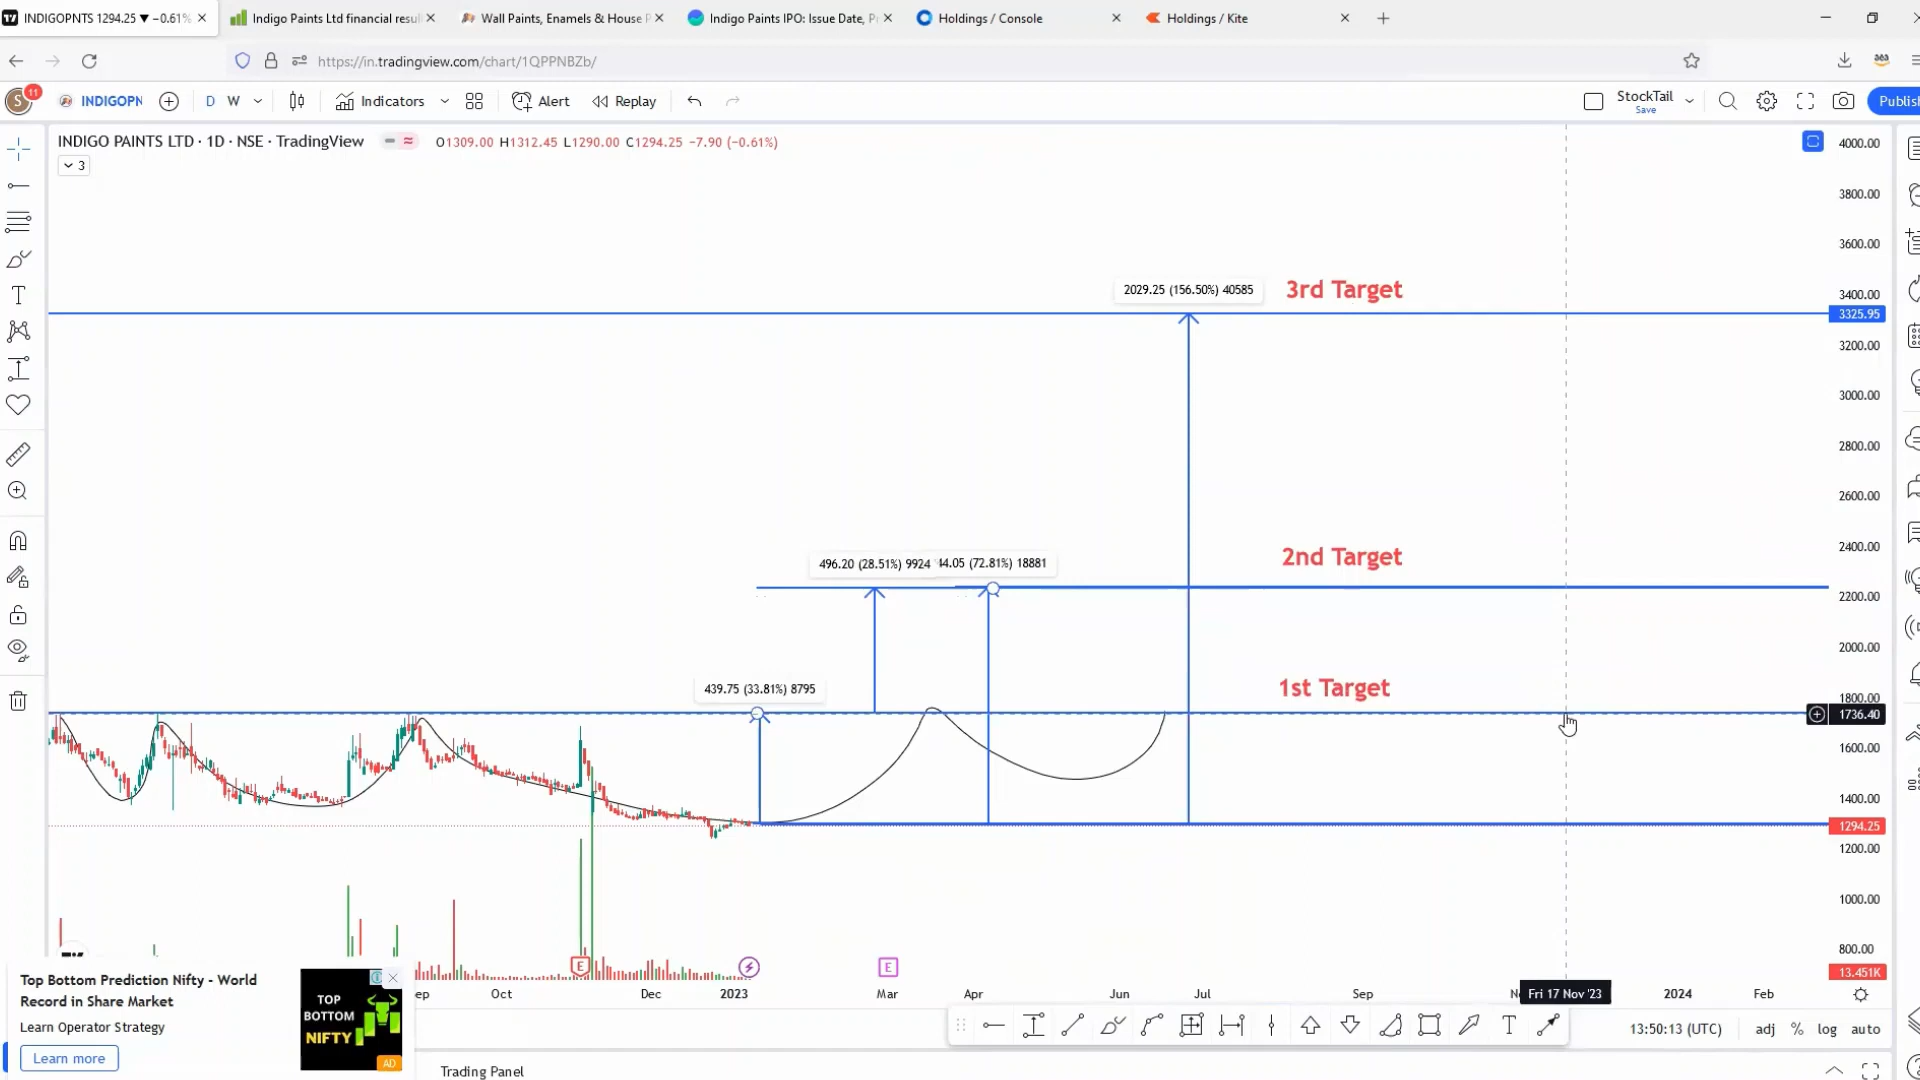 INDIGOPNTS 1294.25 ▼ −0.61%
Indigo Paints Ltd financial resul
Wall Paints, Enamels & House P
Indigo Paints IPO: Issue Date, P
Holdings / Console
Holdings / Kite
https://in.tradingview.com/chart/1QPPNBZb/
S
11
INDIGOPN
D
W
Indicators
Alert
Replay
StockTail
Save
Publis
INDIGO PAINTS LTD · 1D · NSE · TradingView
O1309.00 H1312.45 L1290.00 C1294.25 −7.90 (−0.61%)
3
4000.00
3800.00
3600.00
3400.00
3325.95
3200.00
3000.00
2800.00
2600.00
2400.00
2200.00
2000.00
1800.00
1736.40
1600.00
1400.00
1294.25
1200.00
1000.00
800.00
13.451K
2029.25 (156.50%) 40585
3rd Target
496.20 (28.51%) 9924
4.05 (72.81%) 18881
2nd Target
439.75 (33.81%) 8795
1st Target
E
E
ep
Oct
Dec
2023
Mar
Apr
Jun
Jul
Sep
Fri 17 Nov '23
2024
Feb
Top Bottom Prediction Nifty - World
Record in Share Market
Learn Operator Strategy
Learn more
TOP
BOTTOM
NIFTY
AD
T
13:50:13 (UTC)
adj
%
log
auto
Trading Panel